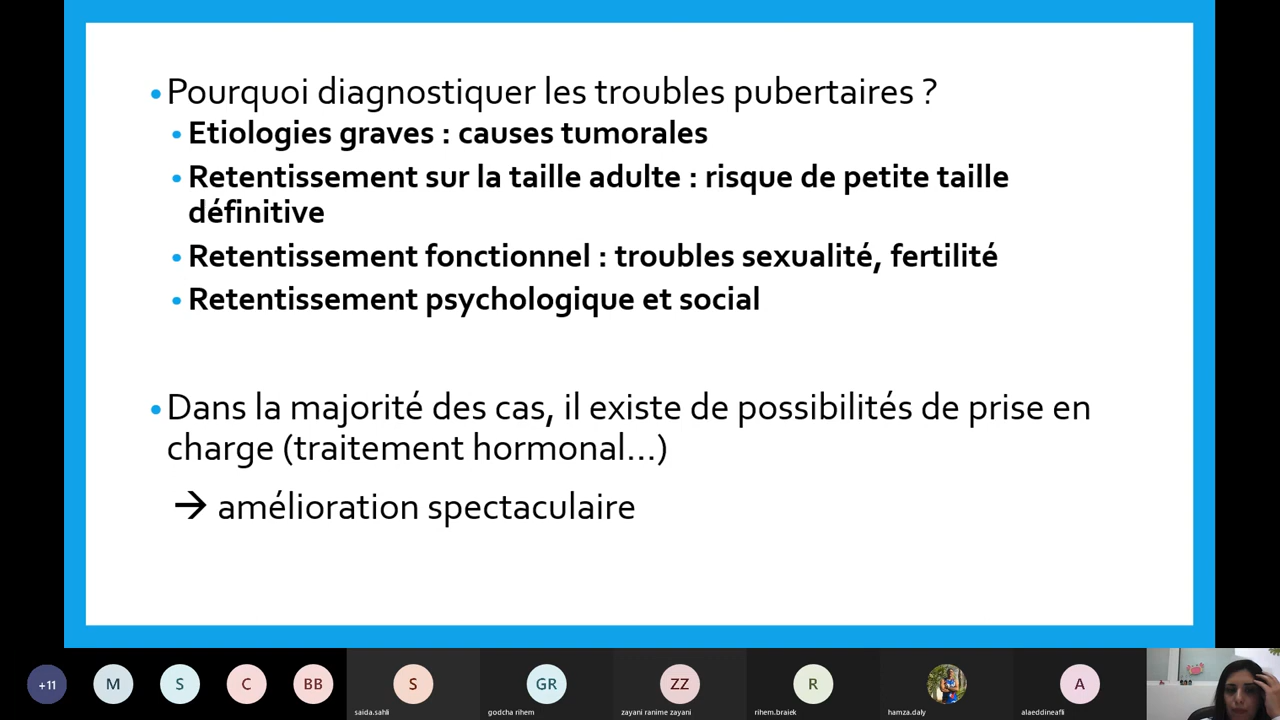 • Pourquoi diagnostiquer les troubles pubertaires ?
• Etiologies graves : causes tumorales
• Retentissement sur la taille adulte : risque de petite taille
définitive
• Retentissement fonctionnel : troubles sexualité, fertilité
• Retentissement psychologique et social
• Dans la majorité des cas, il existe de possibilités de prise en
charge (traitement hormonal...)
→ amélioration spectaculaire
+11 M S C BB S GR ZZ R A
saida.sahli godcha rihem zayani ranime zayani rihem.braiek hamza.daly alaeddineafli